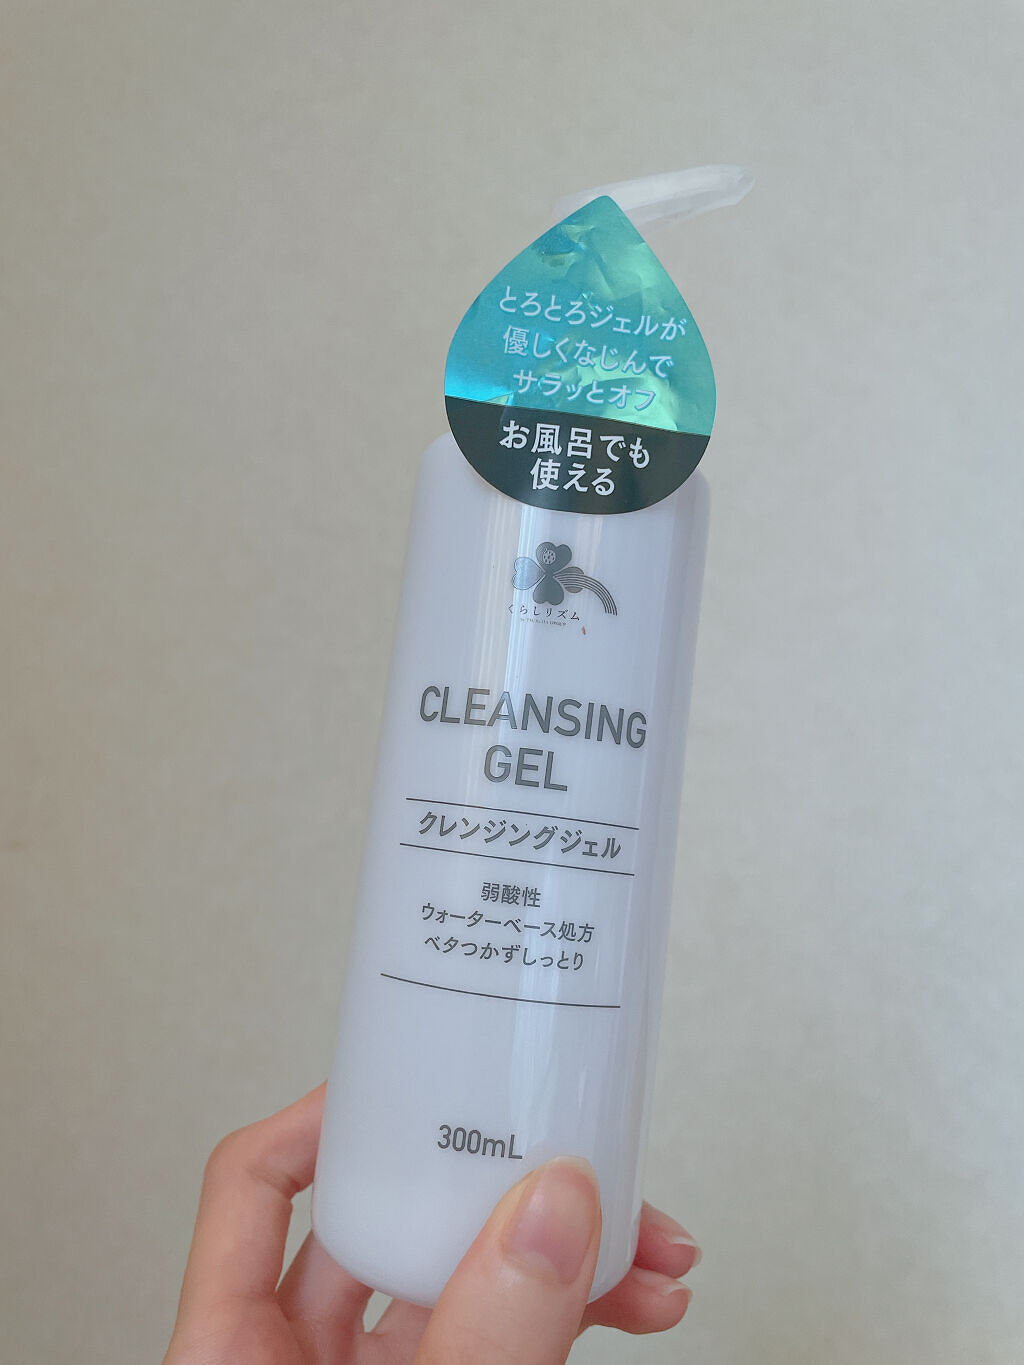 とろとろジェルが
優しくなじんで
サラッとオフ
お風呂でも
使える
くらしリズム
by TSURUHA GROUP
CLEANSING
GEL
クレンジングジェル
弱酸性
ウォーターベース処方
ベタつかずしっとり
300mL